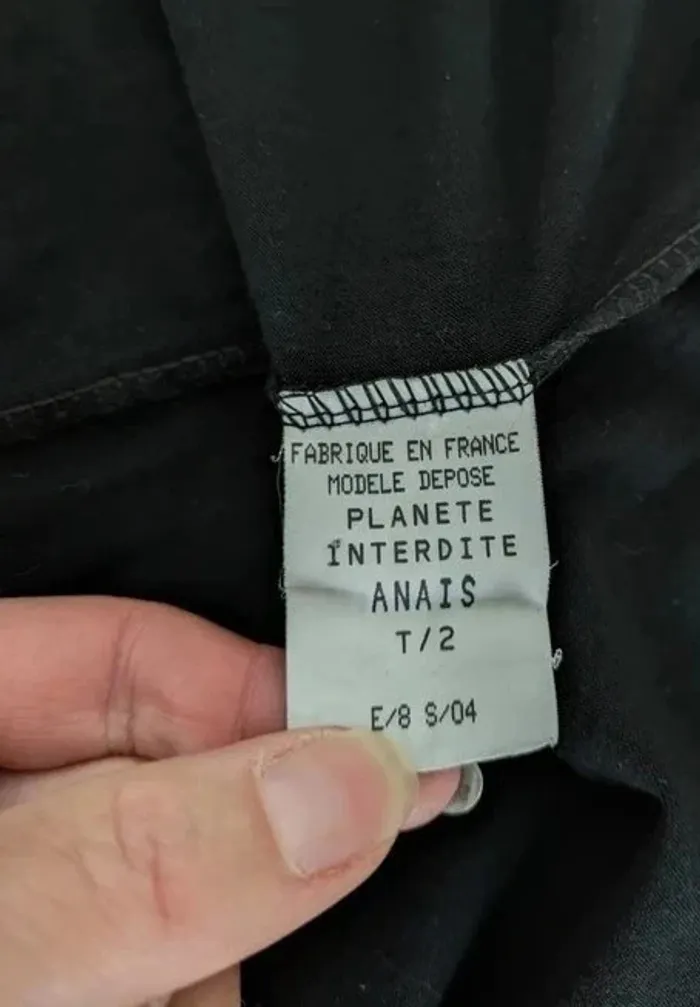 FABRIQUE EN FRANCE
MODELE DEPOSE
PLANETE
INTERDITE
ANAIS
T/2
E/8 S/04